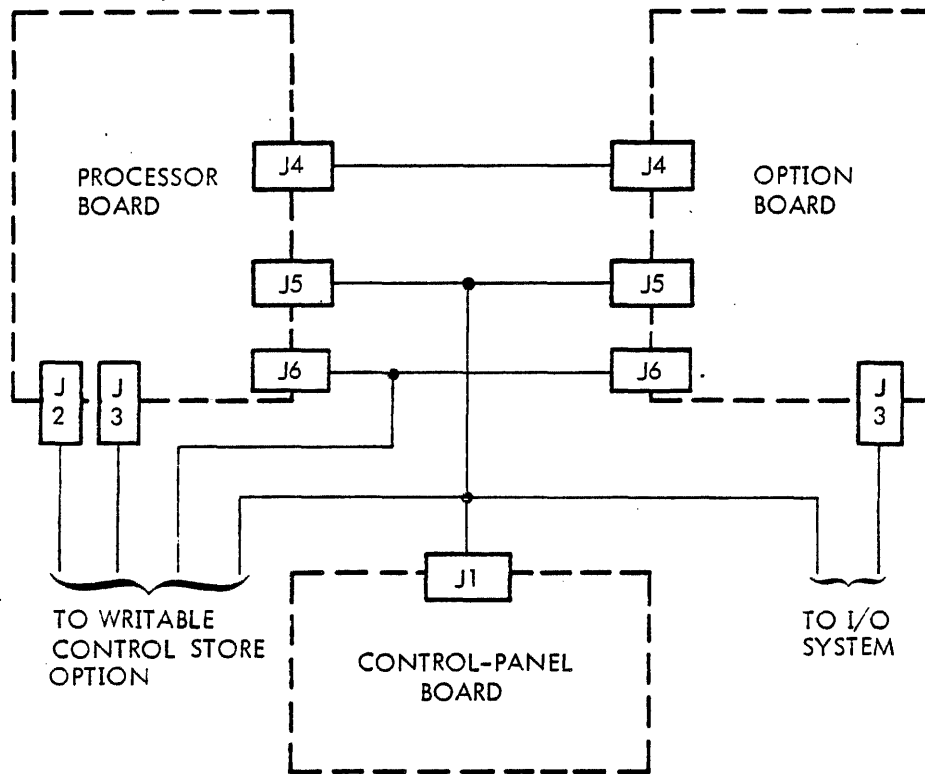 PROCESSOR
BOARD
J4
J4
OPTION
BOARD
J5
J5
J6
J6
J
2
J
3
J
3
TO WRITABLE
CONTROL STORE
OPTION
J1
CONTROL-PANEL
BOARD
TO I/O
SYSTEM